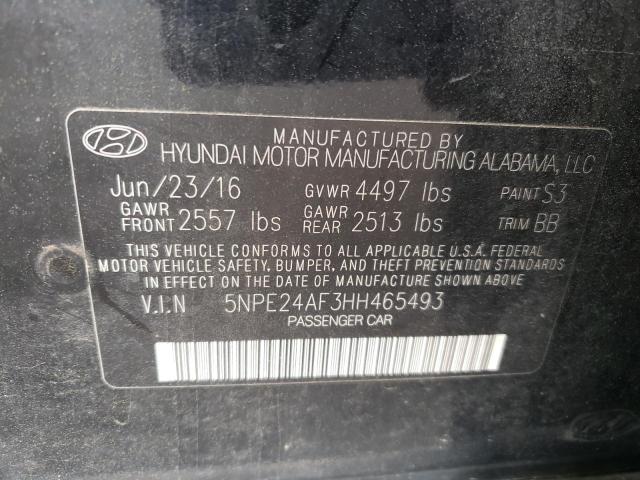 MANUFACTURED BY
HYUNDAI MOTOR MANUFACTURING ALABAMA, LLC
Jun/23/16 GVWR 4497 lbs PAINT S3
GAWR FRONT 2557 lbs GAWR REAR 2513 lbs TRIM BB
THIS VEHICLE CONFORMS TO ALL APPLICABLE U.S.A. FEDERAL
MOTOR VEHICLE SAFETY, BUMPER, AND THEFT STANDARDS
IN EFFECT ON DATE OF MANUFACTURE SHOWN ABOVE
V.I.N 5NPE24AF3HH465493
PASSENGER CAR